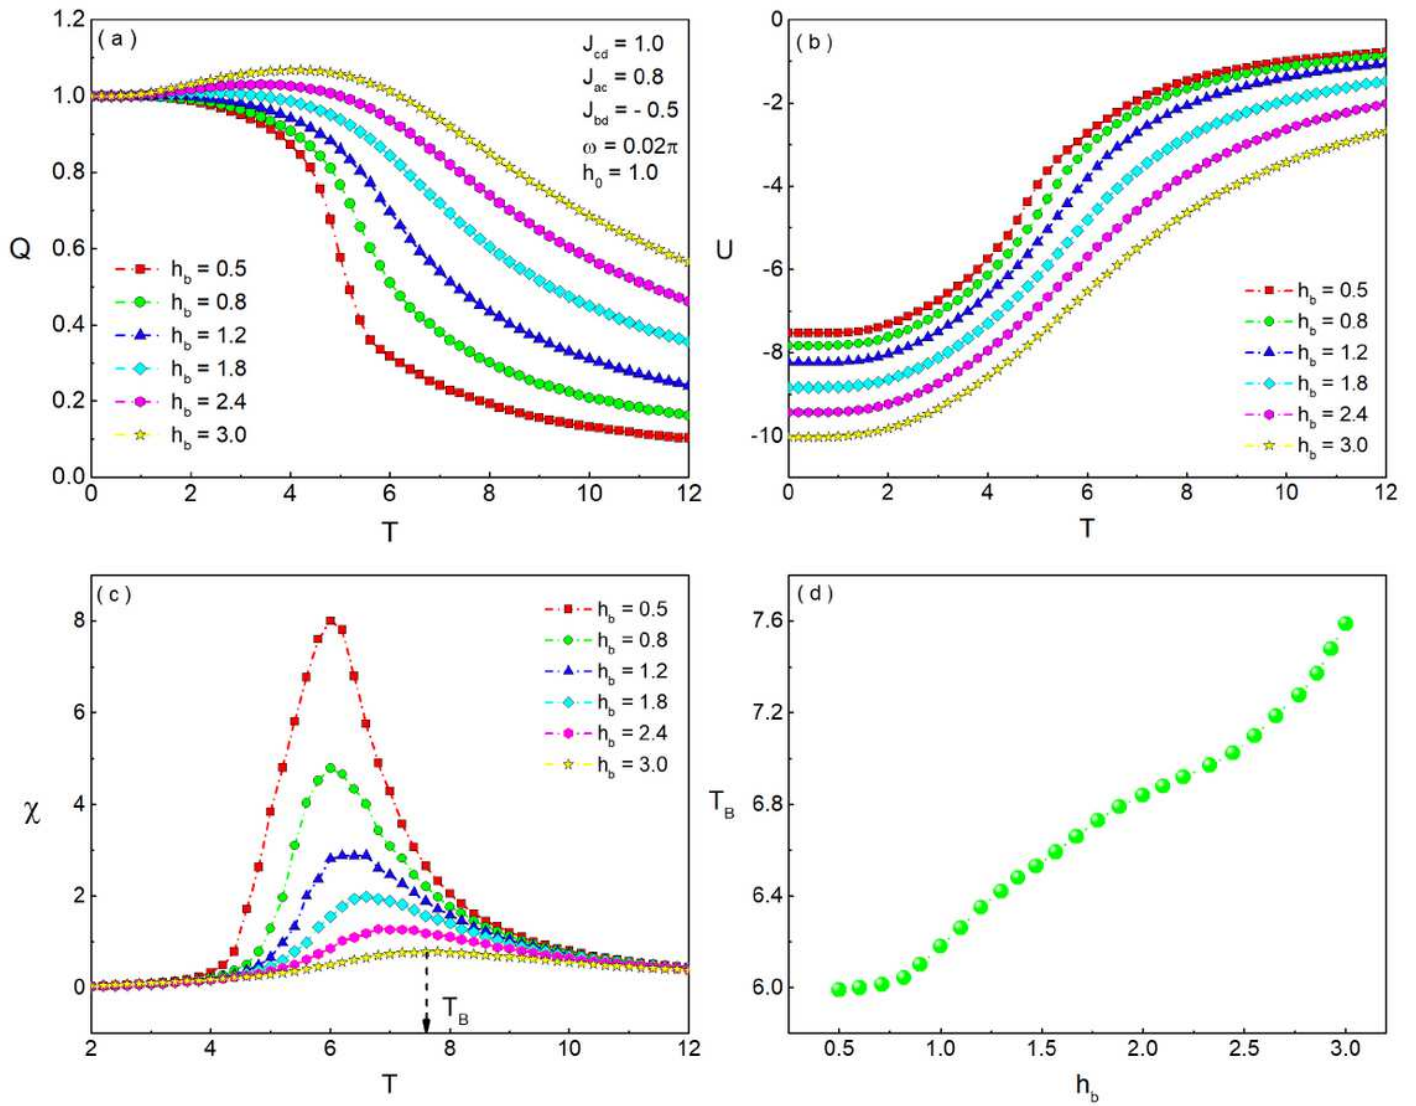 ( a )
J_cd = 1.0
J_ac = 0.8
J_bd = - 0.5
ω = 0.02π
h_0 = 1.0
h_b = 0.5
h_b = 0.8
h_b = 1.2
h_b = 1.8
h_b = 2.4
h_b = 3.0
1.2
1.0
0.8
0.6
0.4
0.2
0.0
Q
0 2 4 6 8 10 12
T
( b )
0
-2
-4
-6
-8
-10
U
h_b = 0.5
h_b = 0.8
h_b = 1.2
h_b = 1.8
h_b = 2.4
h_b = 3.0
0 2 4 6 8 10 12
T
( c )
h_b = 0.5
h_b = 0.8
h_b = 1.2
h_b = 1.8
h_b = 2.4
h_b = 3.0
8
6
4
2
0
χ
T_B
2 4 6 8 10 12
T
( d )
7.6
7.2
6.8
6.4
6.0
T_B
0.5 1.0 1.5 2.0 2.5 3.0
h_b